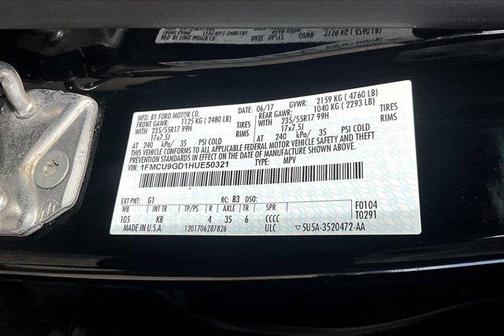 MFD. BY FORD MOTOR CO. 06/17 GVWR: 2159 KG ( 4760 LB)
FRONT GAWR: 1125 KG ( 2480 LB) REAR GAWR: 1040 KG ( 2293 LB)
WITH 235/55R17 99H TIRES WITH 235/55R17 99H TIRES
17x7.5J RIMS 17x7.5J RIMS
AT 240 kPa/ 35 PSI COLD AT 240 kPa/ 35 PSI COLD
THIS VEHICLE CONFORMS TO ALL APPLICABLE FEDERAL MOTOR VEHICLE SAFETY, BUMPER, AND THEFT PREVENTION STANDARDS IN EFFECT ON THE
DATE OF MANUFACTURE SHOWN ABOVE.
VIN: 1FMCU9GD1HUE50321 TYPE: MPV
F0104
T0291
EXT PNT: G1 RC: 83 DSO:
WB INT TR TP/PS R AXLE TR SPR
105 KB 4 35 6 CCCC
MADE IN U.S.A. 1201706287826 ULC 5U5A-3520472-AA